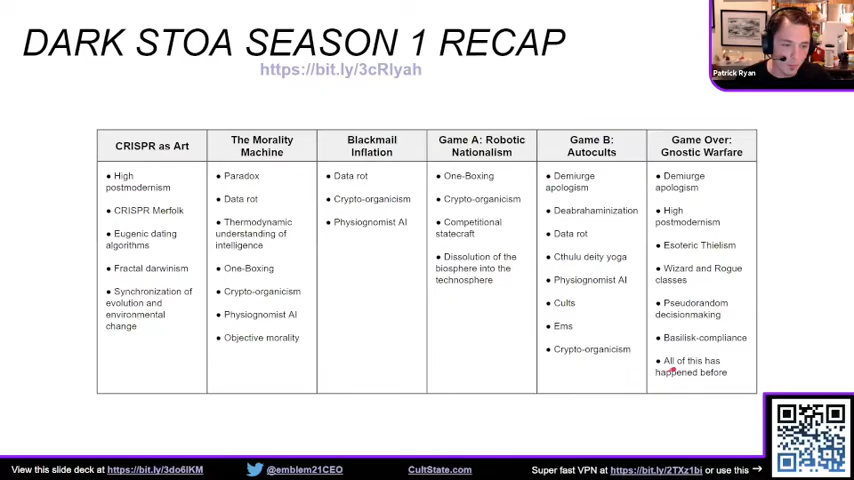 DARK STOA SEASON 1 RECAP
https://bit.ly/3cRlyah
Patrick Ryan
CRISPR as Art
● High
postmodernism
● CRISPR Merfolk
● Eugenic dating
algorithms
● Fractal darwinism
● Synchronization of
evolution and
environmental
change
The Morality
Machine
● Paradox
● Data rot
● Thermodynamic
understanding of
intelligence
● One-Boxing
● Crypto-organicism
● Physiognomist AI
● Objective morality
Blackmail
Inflation
● Data rot
● Crypto-organicism
● Physiognomist AI
Game A: Robotic
Nationalism
● One-Boxing
● Crypto-organicism
● Competitional
statecraft
● Dissolution of the
biosphere into the
technosphere
Game B:
Autocults
● Demiurge
apologism
● Deabrahaminization
● Data rot
● Cthulu deity yoga
● Physiognomist AI
● Cults
● Ems
● Crypto-organicism
Game Over:
Gnostic Warfare
● Demiurge
apologism
● High
postmodernism
● Esoteric Thielism
● Wizard and Rogue
classes
● Pseudorandom
decisionmaking
● Basilisk-compliance
● All of this has
happened before
View this slide deck at https://bit.ly/3do6IKM
@emblem21CEO
CultState.com
Super fast VPN at https://bit.ly/2TXz1bi or use this →